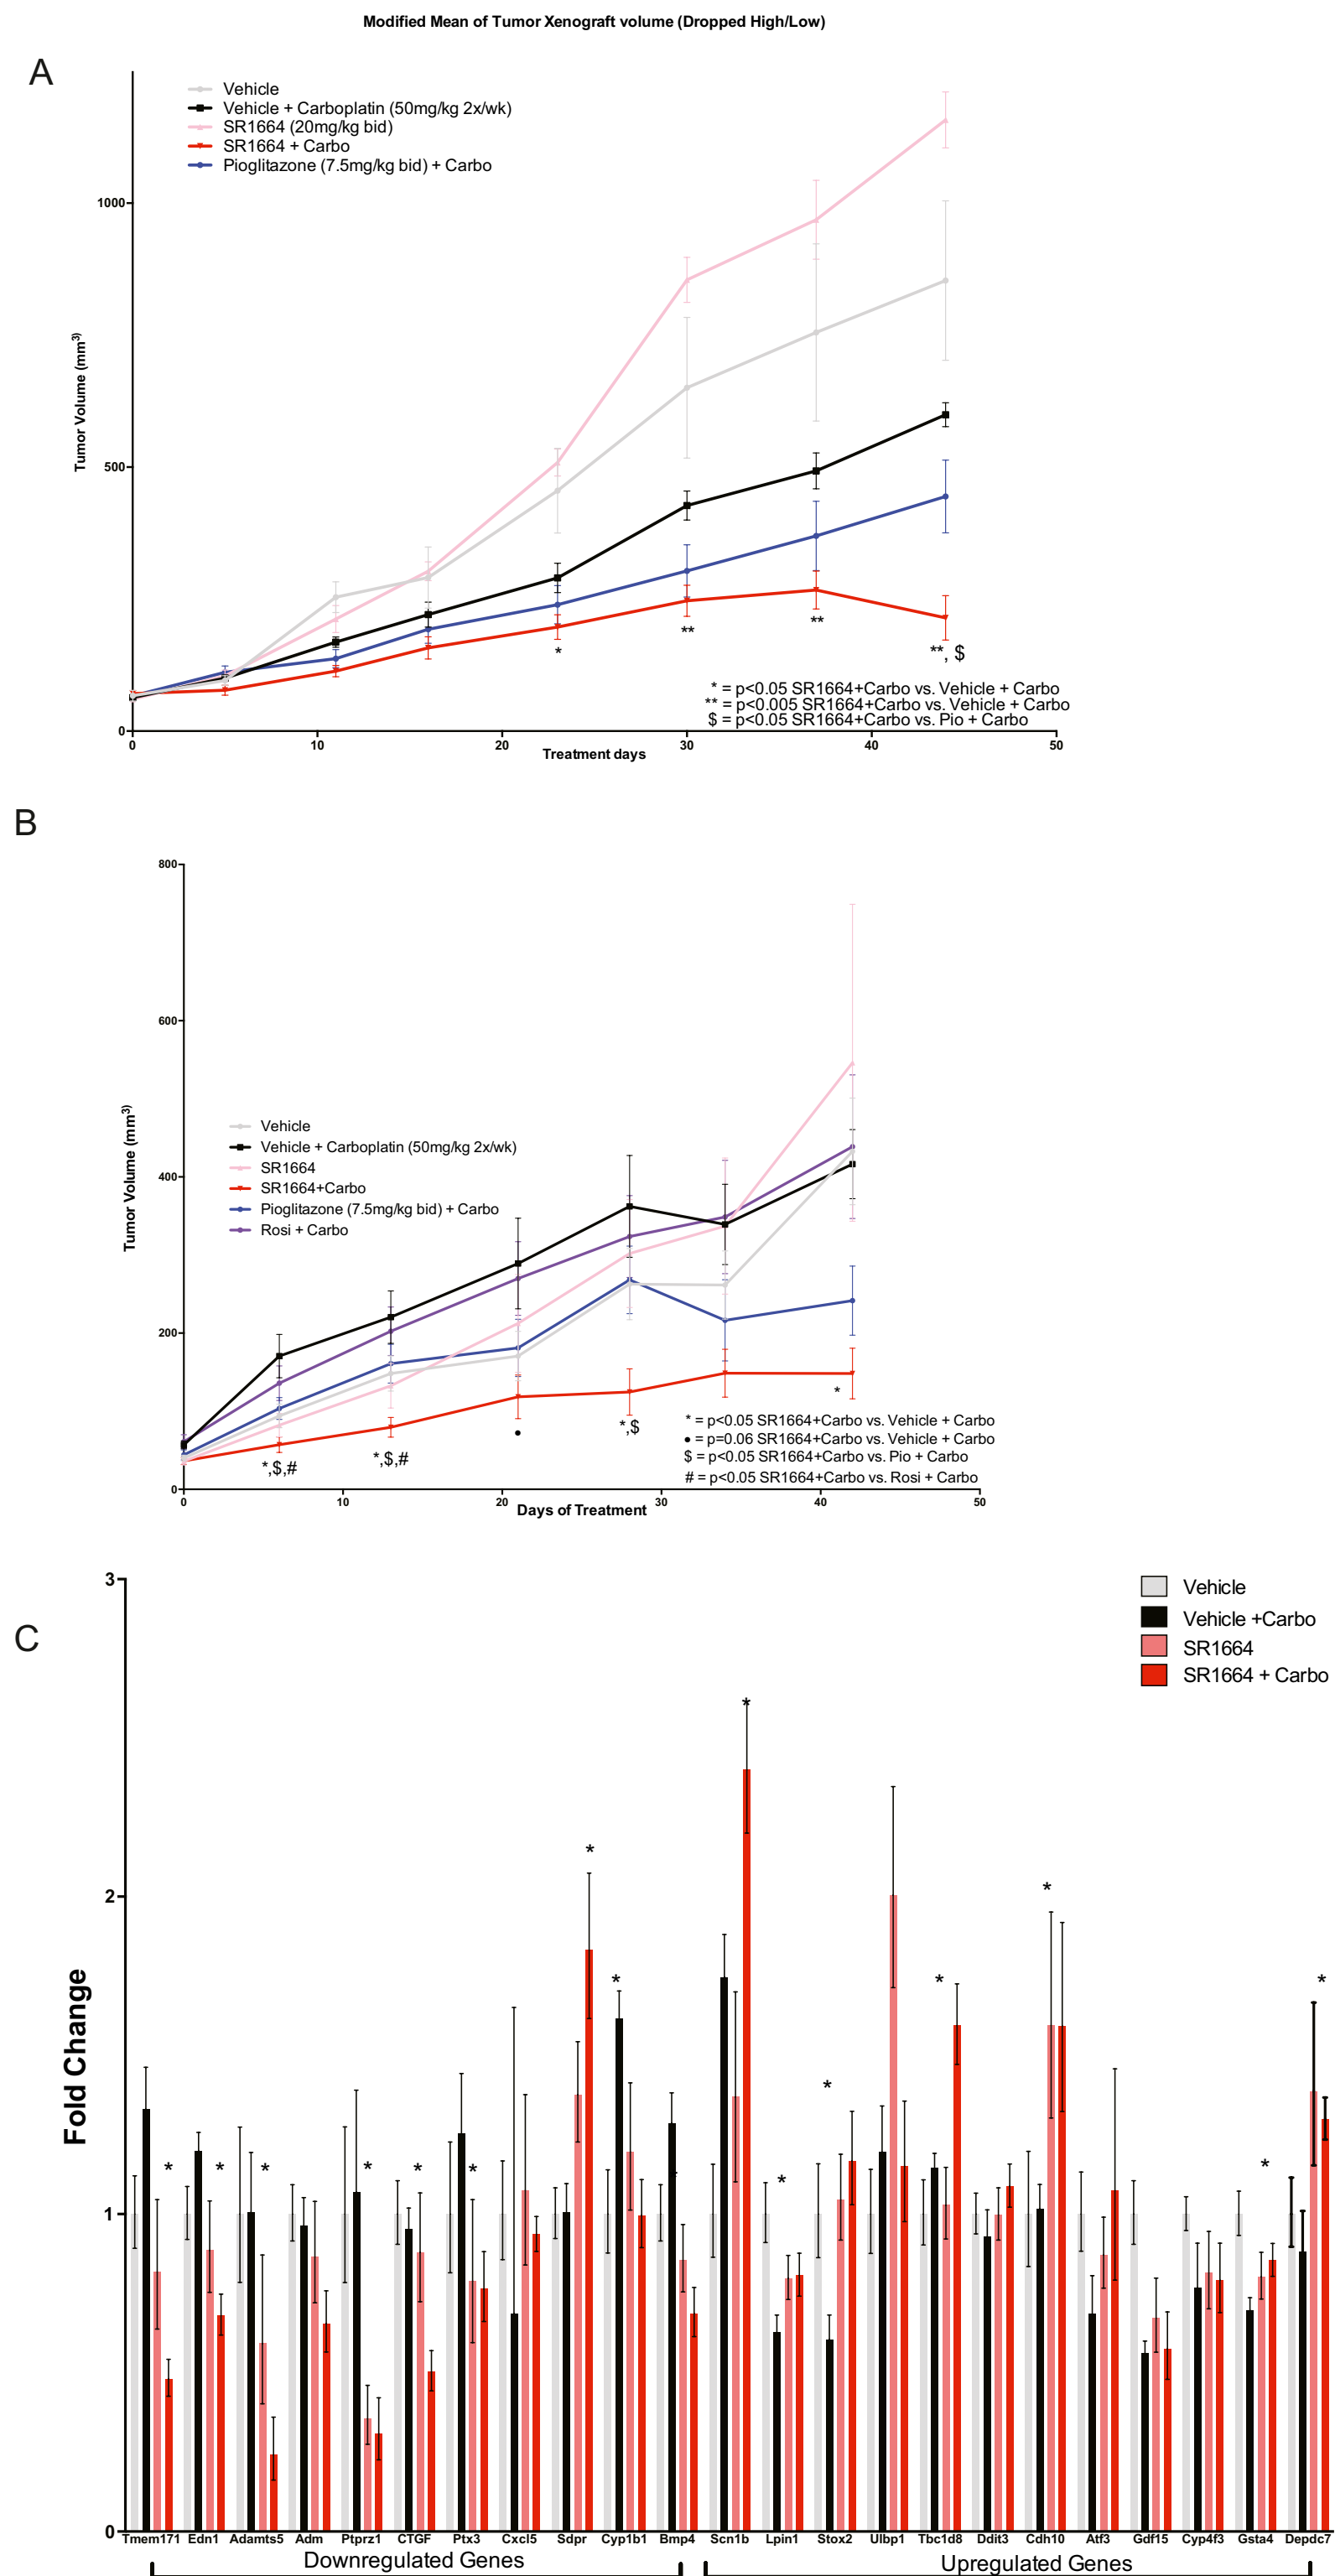 Modified Mean of Tumor Xenograft volume (Dropped High/Low)
A
Vehicle
Vehicle + Carboplatin (50mg/kg 2x/wk)
SR1664 (20mg/kg bid)
SR1664 + Carbo
Pioglitazone (7.5mg/kg bid) + Carbo
1000
500
0
Tumor Volume (mm3)
*
**
**
**, $
* = p<0.05 SR1664+Carbo vs. Vehicle + Carbo
** = p<0.005 SR1664+Carbo vs. Vehicle + Carbo
$ = p<0.05 SR1664+Carbo vs. Pio + Carbo
0 10 20 30 40 50
Treatment days
B
800
600
400
200
0
Tumor Volume (mm3)
Vehicle
Vehicle + Carboplatin (50mg/kg 2x/wk)
SR1664
SR1664+Carbo
Pioglitazone (7.5mg/kg bid) + Carbo
Rosi + Carbo
*,$,#
*,$,#
•
*,$
*
* = p<0.05 SR1664+Carbo vs. Vehicle + Carbo
• = p=0.06 SR1664+Carbo vs. Vehicle + Carbo
$ = p<0.05 SR1664+Carbo vs. Pio + Carbo
# = p<0.05 SR1664+Carbo vs. Rosi + Carbo
0 10 20 30 40 50
Days of Treatment
C
3
2
1
0
Fold Change
Vehicle
Vehicle +Carbo
SR1664
SR1664 + Carbo
* * * * * * * * * * * * * * * *
Tmem171 Edn1 Adamts5 Adm Ptprz1 CTGF Ptx3 Cxcl5 Sdpr Cyp1b1 Bmp4 Scn1b Lpin1 Stox2 Ulbp1 Tbc1d8 Ddit3 Cdh10 Atf3 Gdf15 Cyp4f3 Gsta4 Depdc7
Downregulated Genes
Upregulated Genes